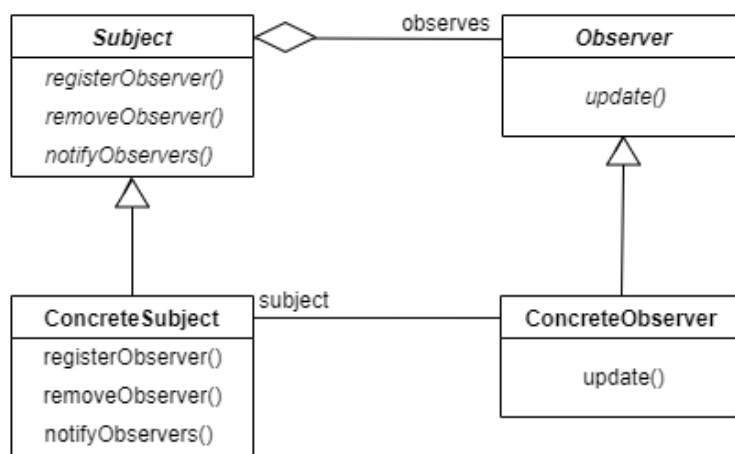 Subject
registerObserver()
removeObserver()
notifyObservers()
observes
Observer
update()
ConcreteSubject
registerObserver()
removeObserver()
notifyObservers()
subject
ConcreteObserver
update()